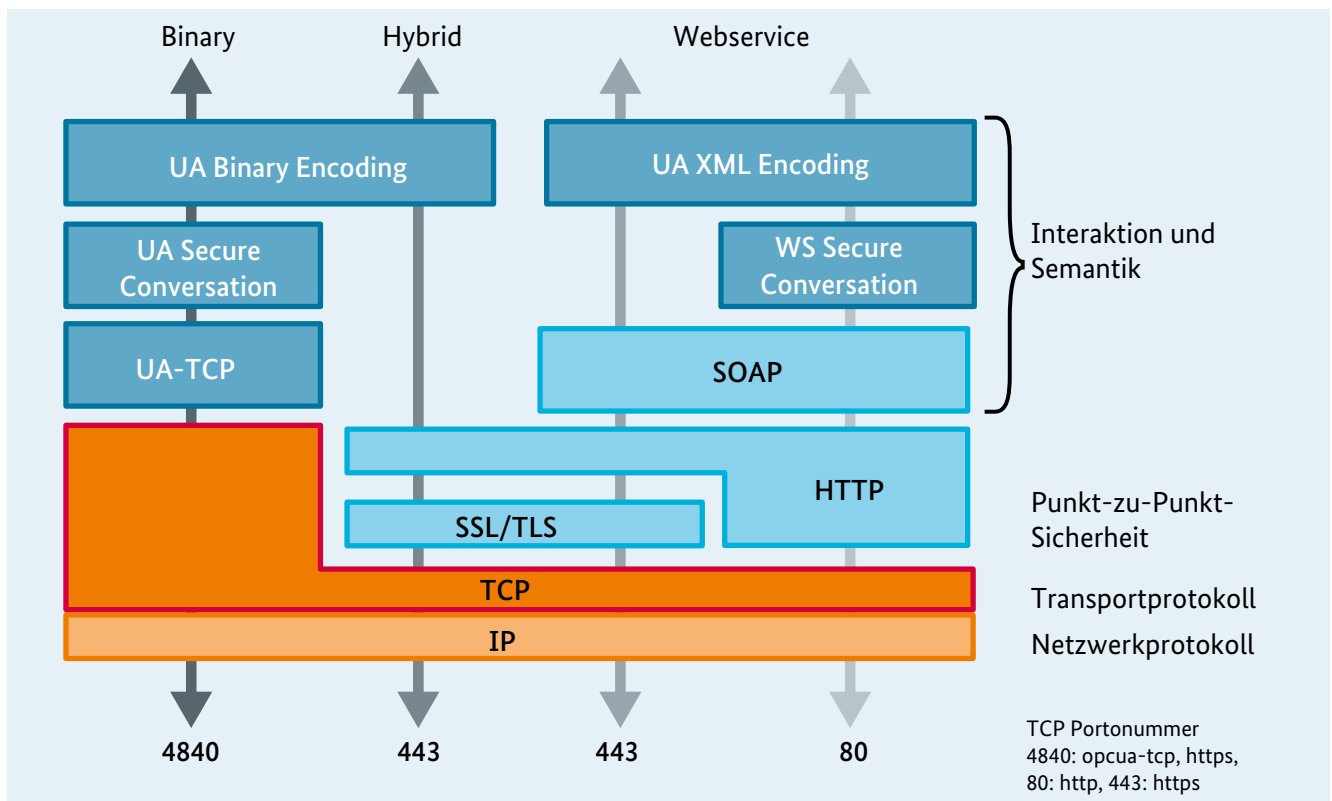 Binary
Hybrid
Webservice
UA Binary Encoding
UA XML Encoding
UA Secure
Conversation
WS Secure
Conversation
Interaktion und
Semantik
UA-TCP
SOAP
HTTP
SSL/TLS
Punkt-zu-Punkt-
Sicherheit
TCP
Transportprotokoll
IP
Netzwerkprotokoll
4840
443
443
80
TCP Portonummer
4840: opcua-tcp, https,
80: http, 443: https